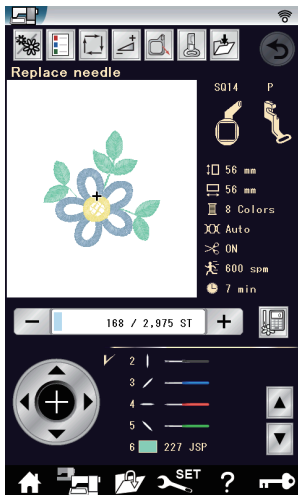 Replace needle
SQ14 P
56 mm
56 mm
8 Colors
Auto
ON
600 spm
7 min
− 168 / 2,975 ST +
2
3
4
5
6 227 JSP
SET ?